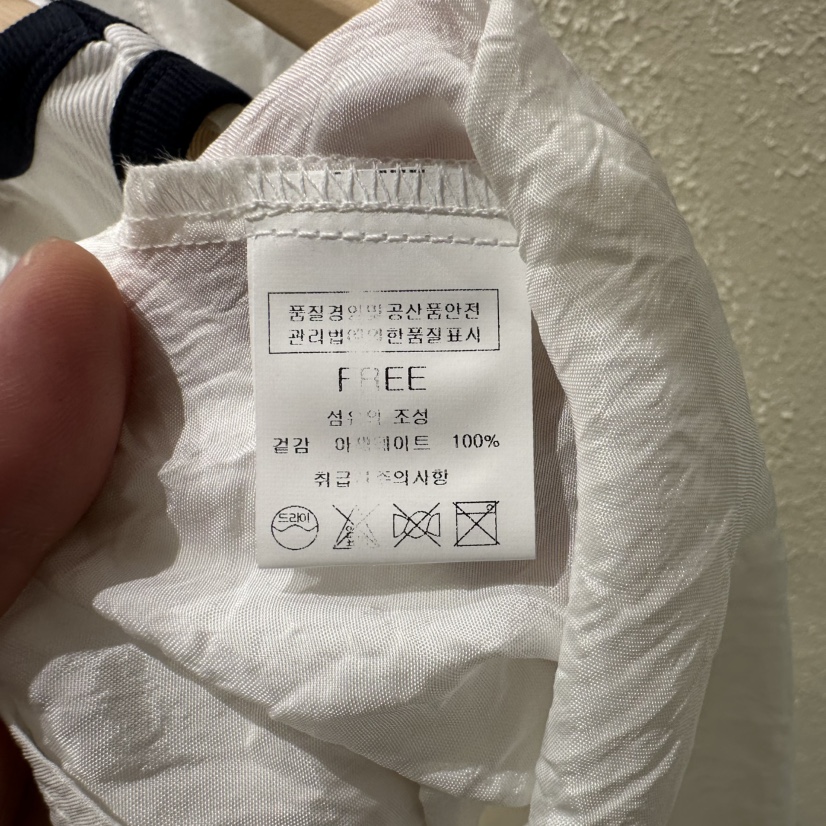 품질경영및공산품안전
관리법에의한품질표시
FREE
섬유의 조성
겉감 아세테이트 100%
취급시주의사항
드라이